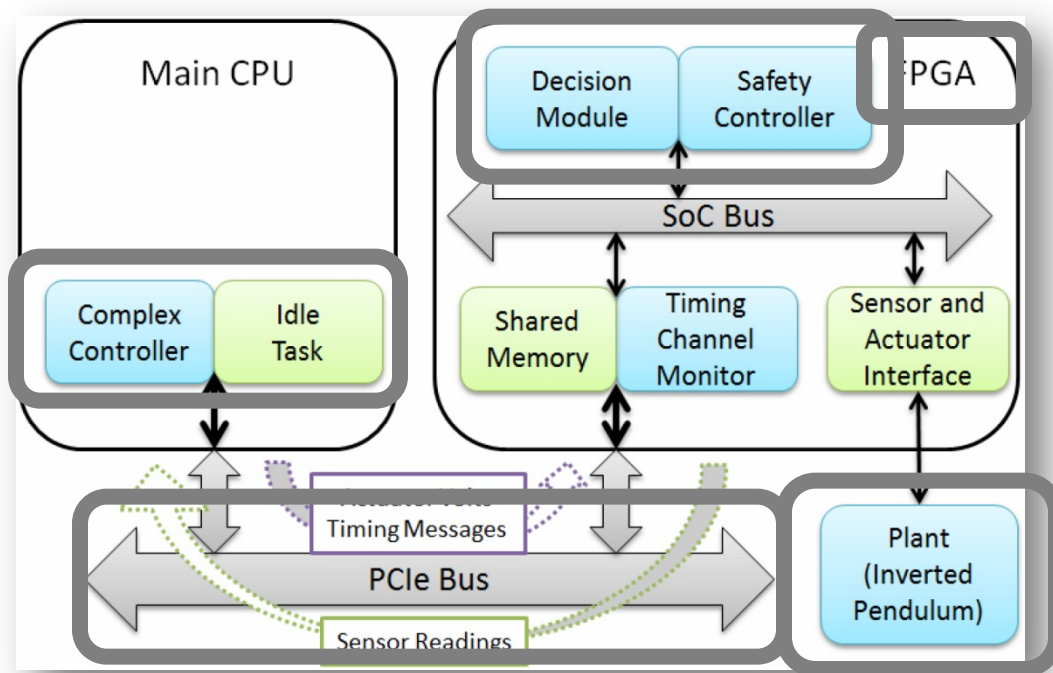 Main CPU
FPGA
Decision
Module
Safety
Controller
SoC Bus
Complex
Controller
Idle
Task
Shared
Memory
Timing
Channel
Monitor
Sensor and
Actuator
Interface
Timing Messages
PCIe Bus
Sensor Readings
Plant
(Inverted
Pendulum)